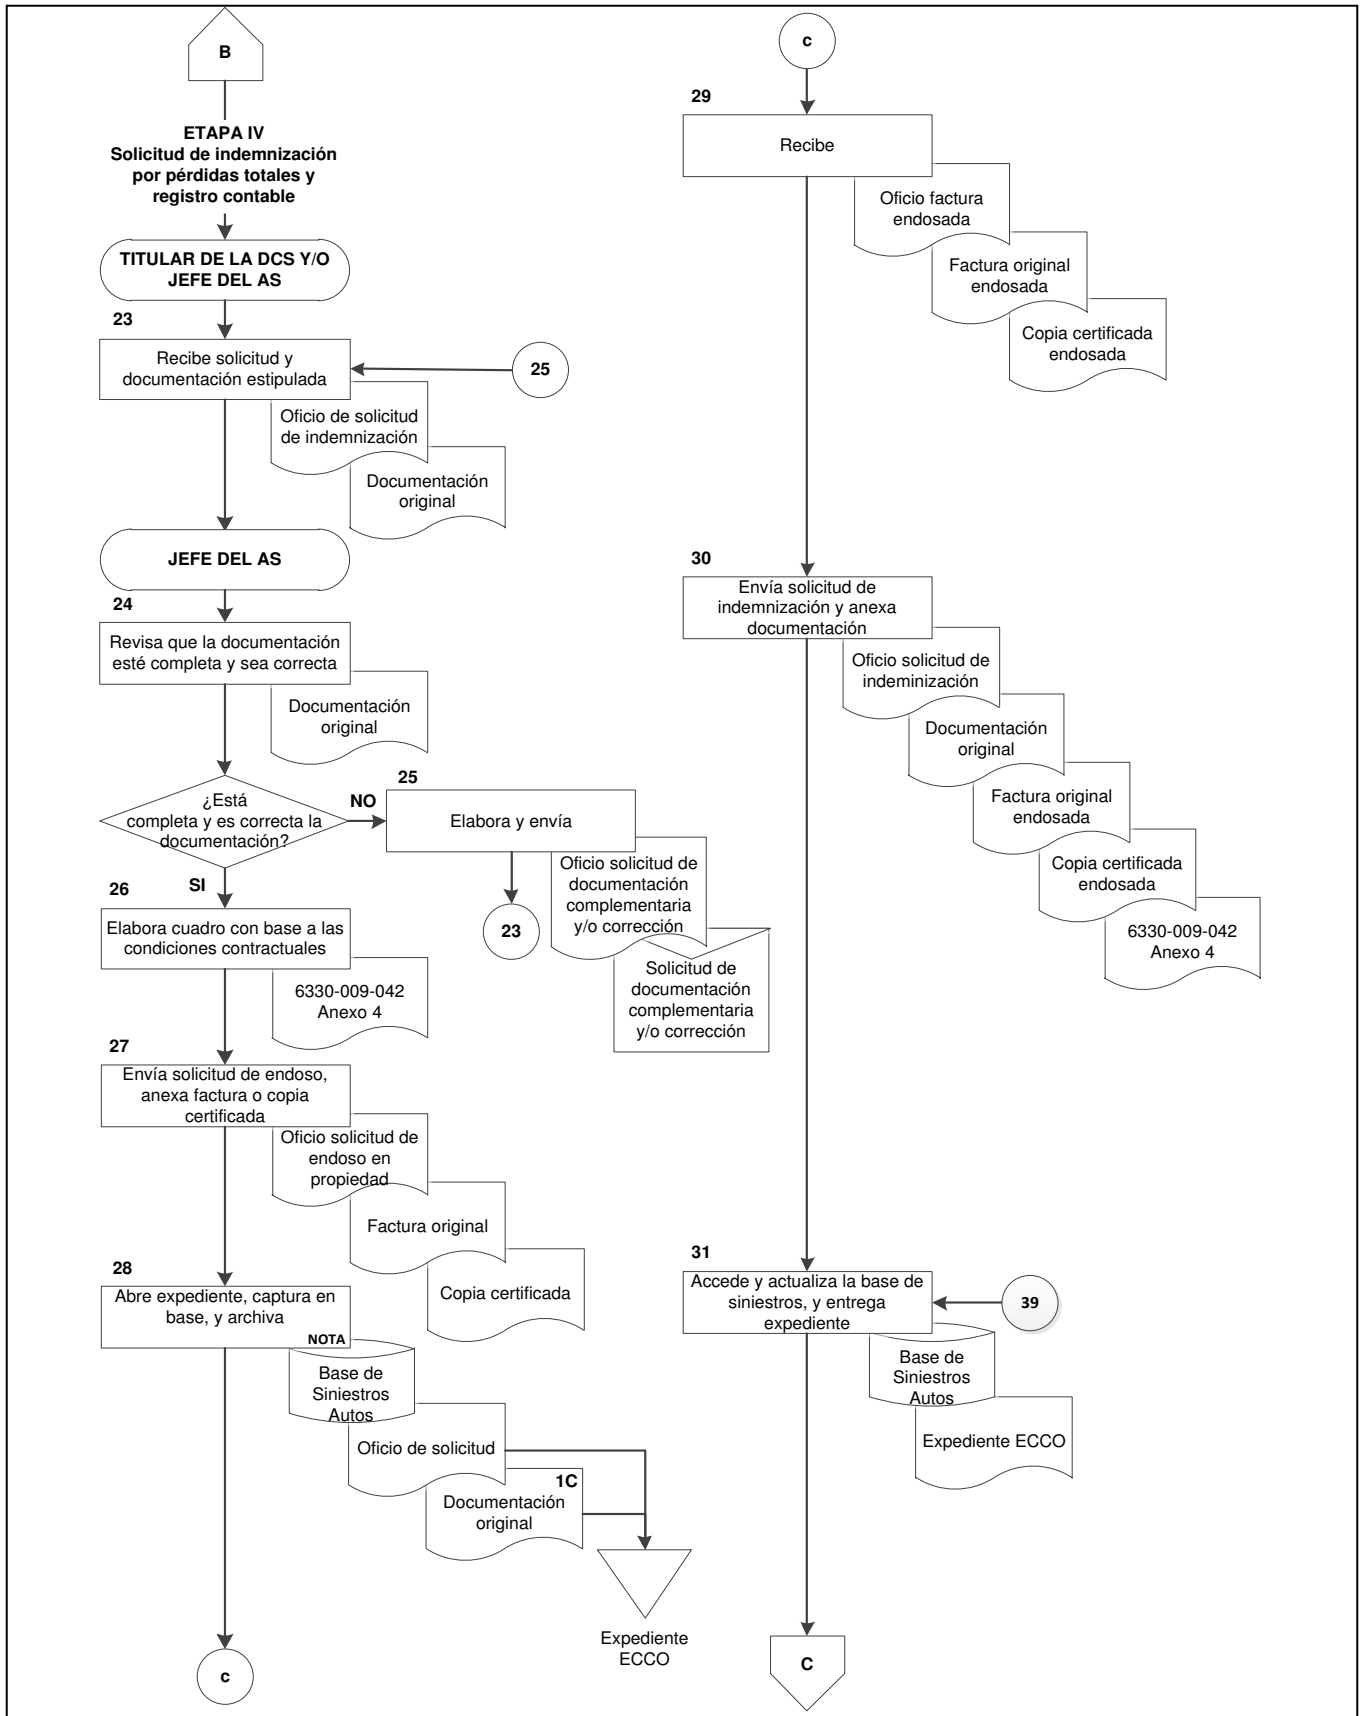 B
ETAPA IV
Solicitud de indemnización
por pérdidas totales y
registro contable
TITULAR DE LA DCS Y/O
JEFE DEL AS
23
Recibe solicitud y
documentación estipulada
25
Oficio de solicitud
de indemnización
Documentación
original
JEFE DEL AS
24
Revisa que la documentación
esté completa y sea correcta
Documentación
original
¿Está
completa y es correcta la
documentación?
NO
25
Elabora y envía
Oficio solicitud de
documentación
complementaria
y/o corrección
Solicitud de
documentación
complementaria
y/o corrección
23
SI
26
Elabora cuadro con base a las
condiciones contractuales
6330-009-042
Anexo 4
27
Envía solicitud de endoso,
anexa factura o copia
certificada
Oficio solicitud de
endoso en
propiedad
Factura original
Copia certificada
28
Abre expediente, captura en
base, y archiva
NOTA
Base de
Siniestros
Autos
Oficio de solicitud
1C
Documentación
original
Expediente
ECCO
c
c
29
Recibe
Oficio factura
endosada
Factura original
endosada
Copia certificada
endosada
30
Envía solicitud de
indemnización y anexa
documentación
Oficio solicitud de
indeminización
Documentación
original
Factura original
endosada
Copia certificada
endosada
6330-009-042
Anexo 4
31
Accede y actualiza la base de
siniestros, y entrega
expediente
39
Base de
Siniestros
Autos
Expediente ECCO
C